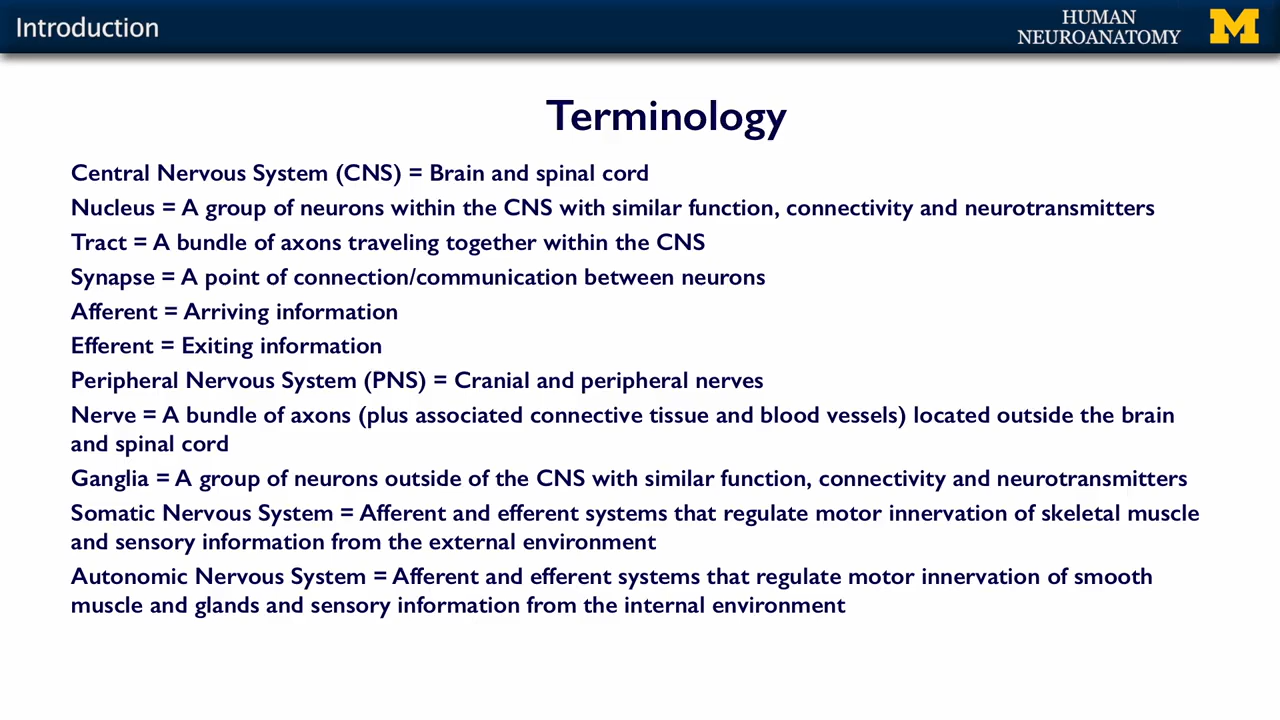 Introduction
HUMAN
NEUROANATOMY
M
Terminology
Central Nervous System (CNS) = Brain and spinal cord
Nucleus = A group of neurons within the CNS with similar function, connectivity and neurotransmitters
Tract = A bundle of axons traveling together within the CNS
Synapse = A point of connection/communication between neurons
Afferent = Arriving information
Efferent = Exiting information
Peripheral Nervous System (PNS) = Cranial and peripheral nerves
Nerve = A bundle of axons (plus associated connective tissue and blood vessels) located outside the brain
and spinal cord
Ganglia = A group of neurons outside of the CNS with similar function, connectivity and neurotransmitters
Somatic Nervous System = Afferent and efferent systems that regulate motor innervation of skeletal muscle
and sensory information from the external environment
Autonomic Nervous System = Afferent and efferent systems that regulate motor innervation of smooth
muscle and glands and sensory information from the internal environment